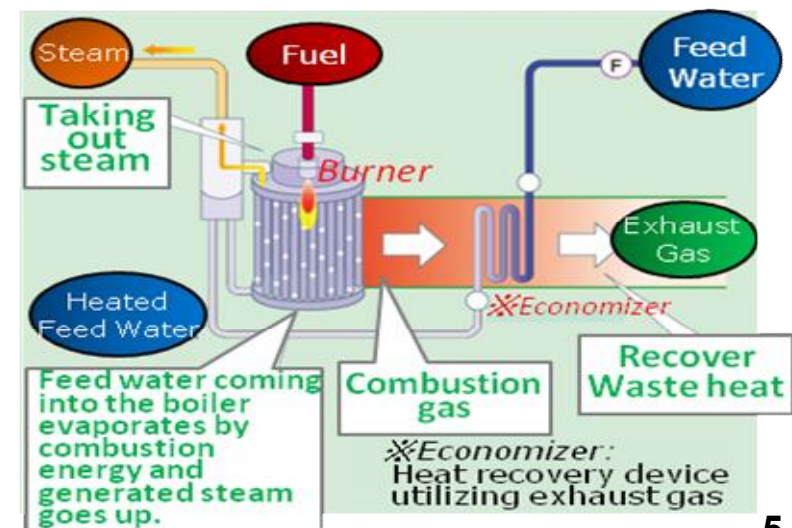 Steam
Fuel
Feed
Water
F
Taking
out
steam
Burner
Exhaust
Gas
※Economizer
Heated
Feed Water
Recover
Waste heat
Feed water coming
into the boiler
evaporates by
combustion
energy and
generated steam
goes up.
Combustion
gas
※Economizer:
Heat recovery device
utilizing exhaust gas
5